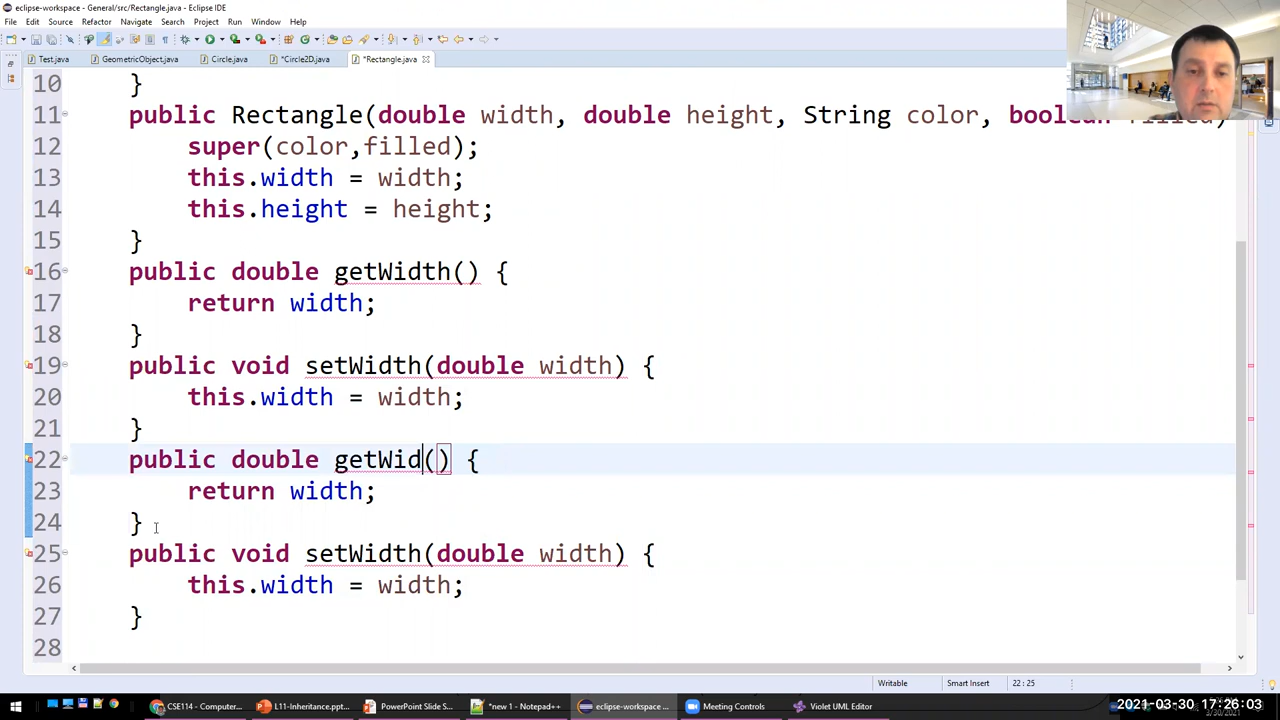 eclipse-workspace - General/src/Rectangle.java - Eclipse IDE
File Edit Source Refactor Navigate Search Project Run Window Help
Test.java GeometricObject.java Circle.java *Circle2D.java *Rectangle.java
10 }
11 public Rectangle(double width, double height, String color, boolean filled)
12 super(color,filled);
13 this.width = width;
14 this.height = height;
15 }
16 public double getWidth() {
17 return width;
18 }
19 public void setWidth(double width) {
20 this.width = width;
21 }
22 public double getWid() {
23 return width;
24 }
25 public void setWidth(double width) {
26 this.width = width;
27 }
28
Writable Smart Insert 22 : 25
CSE114 - Computer... L11-Inheritance.ppt... PowerPoint Slide S... *new 1 - Notepad++ eclipse-workspace ... Meeting Controls Violet UML Editor
2021-03-30 17:26:03
3/30/2021